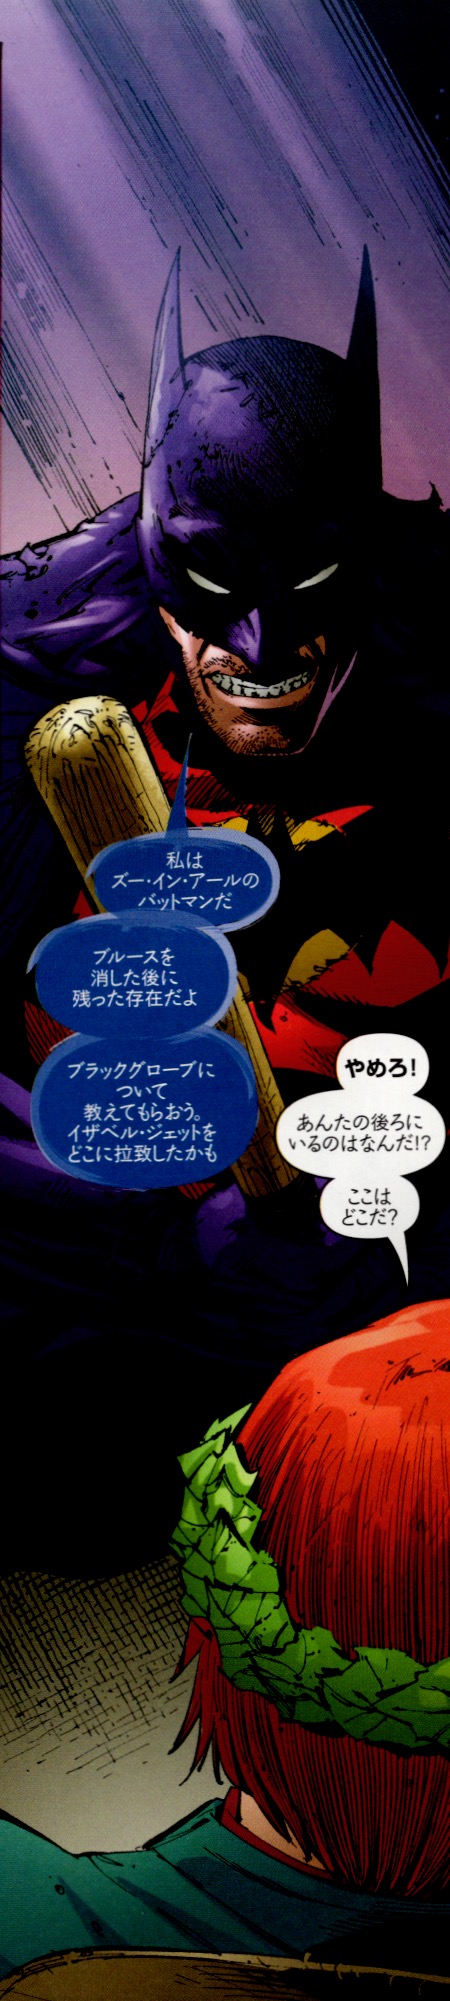 私は
ズー・イン・アールの
バットマンだ
ブルースを
消した後に
残った存在だよ
ブラックグローブに
ついて
教えてもらおう。
イザベル・ジェットを
どこに拉致したかも
やめろ!
あんたの後ろに
いるのはなんだ!?
ここは
どこだ?